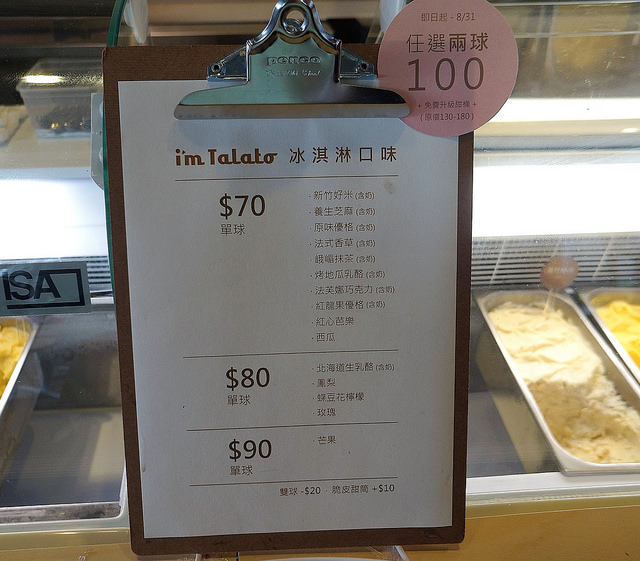 即日起 - 8/31
任選兩球
100
+ 免費升級甜筒 +
(原價130-180)
i'm Talato 冰淇淋口味
$70
單球
· 新竹好米 (含奶)
· 養生芝麻 (含奶)
· 原味優格 (含奶)
· 法式香草 (含奶)
· 峨嵋抹茶 (含奶)
· 烤地瓜乳酪 (含奶)
· 法芙娜巧克力 (含奶)
· 紅龍果優格 (含奶)
· 紅心芭樂
· 西瓜
$80
單球
· 北海道生乳酪 (含奶)
· 鳳梨
· 蝶豆花檸檬
· 玫瑰
$90
單球
· 芒果
雙球 -$20 脆皮甜筒 +$10
ISA